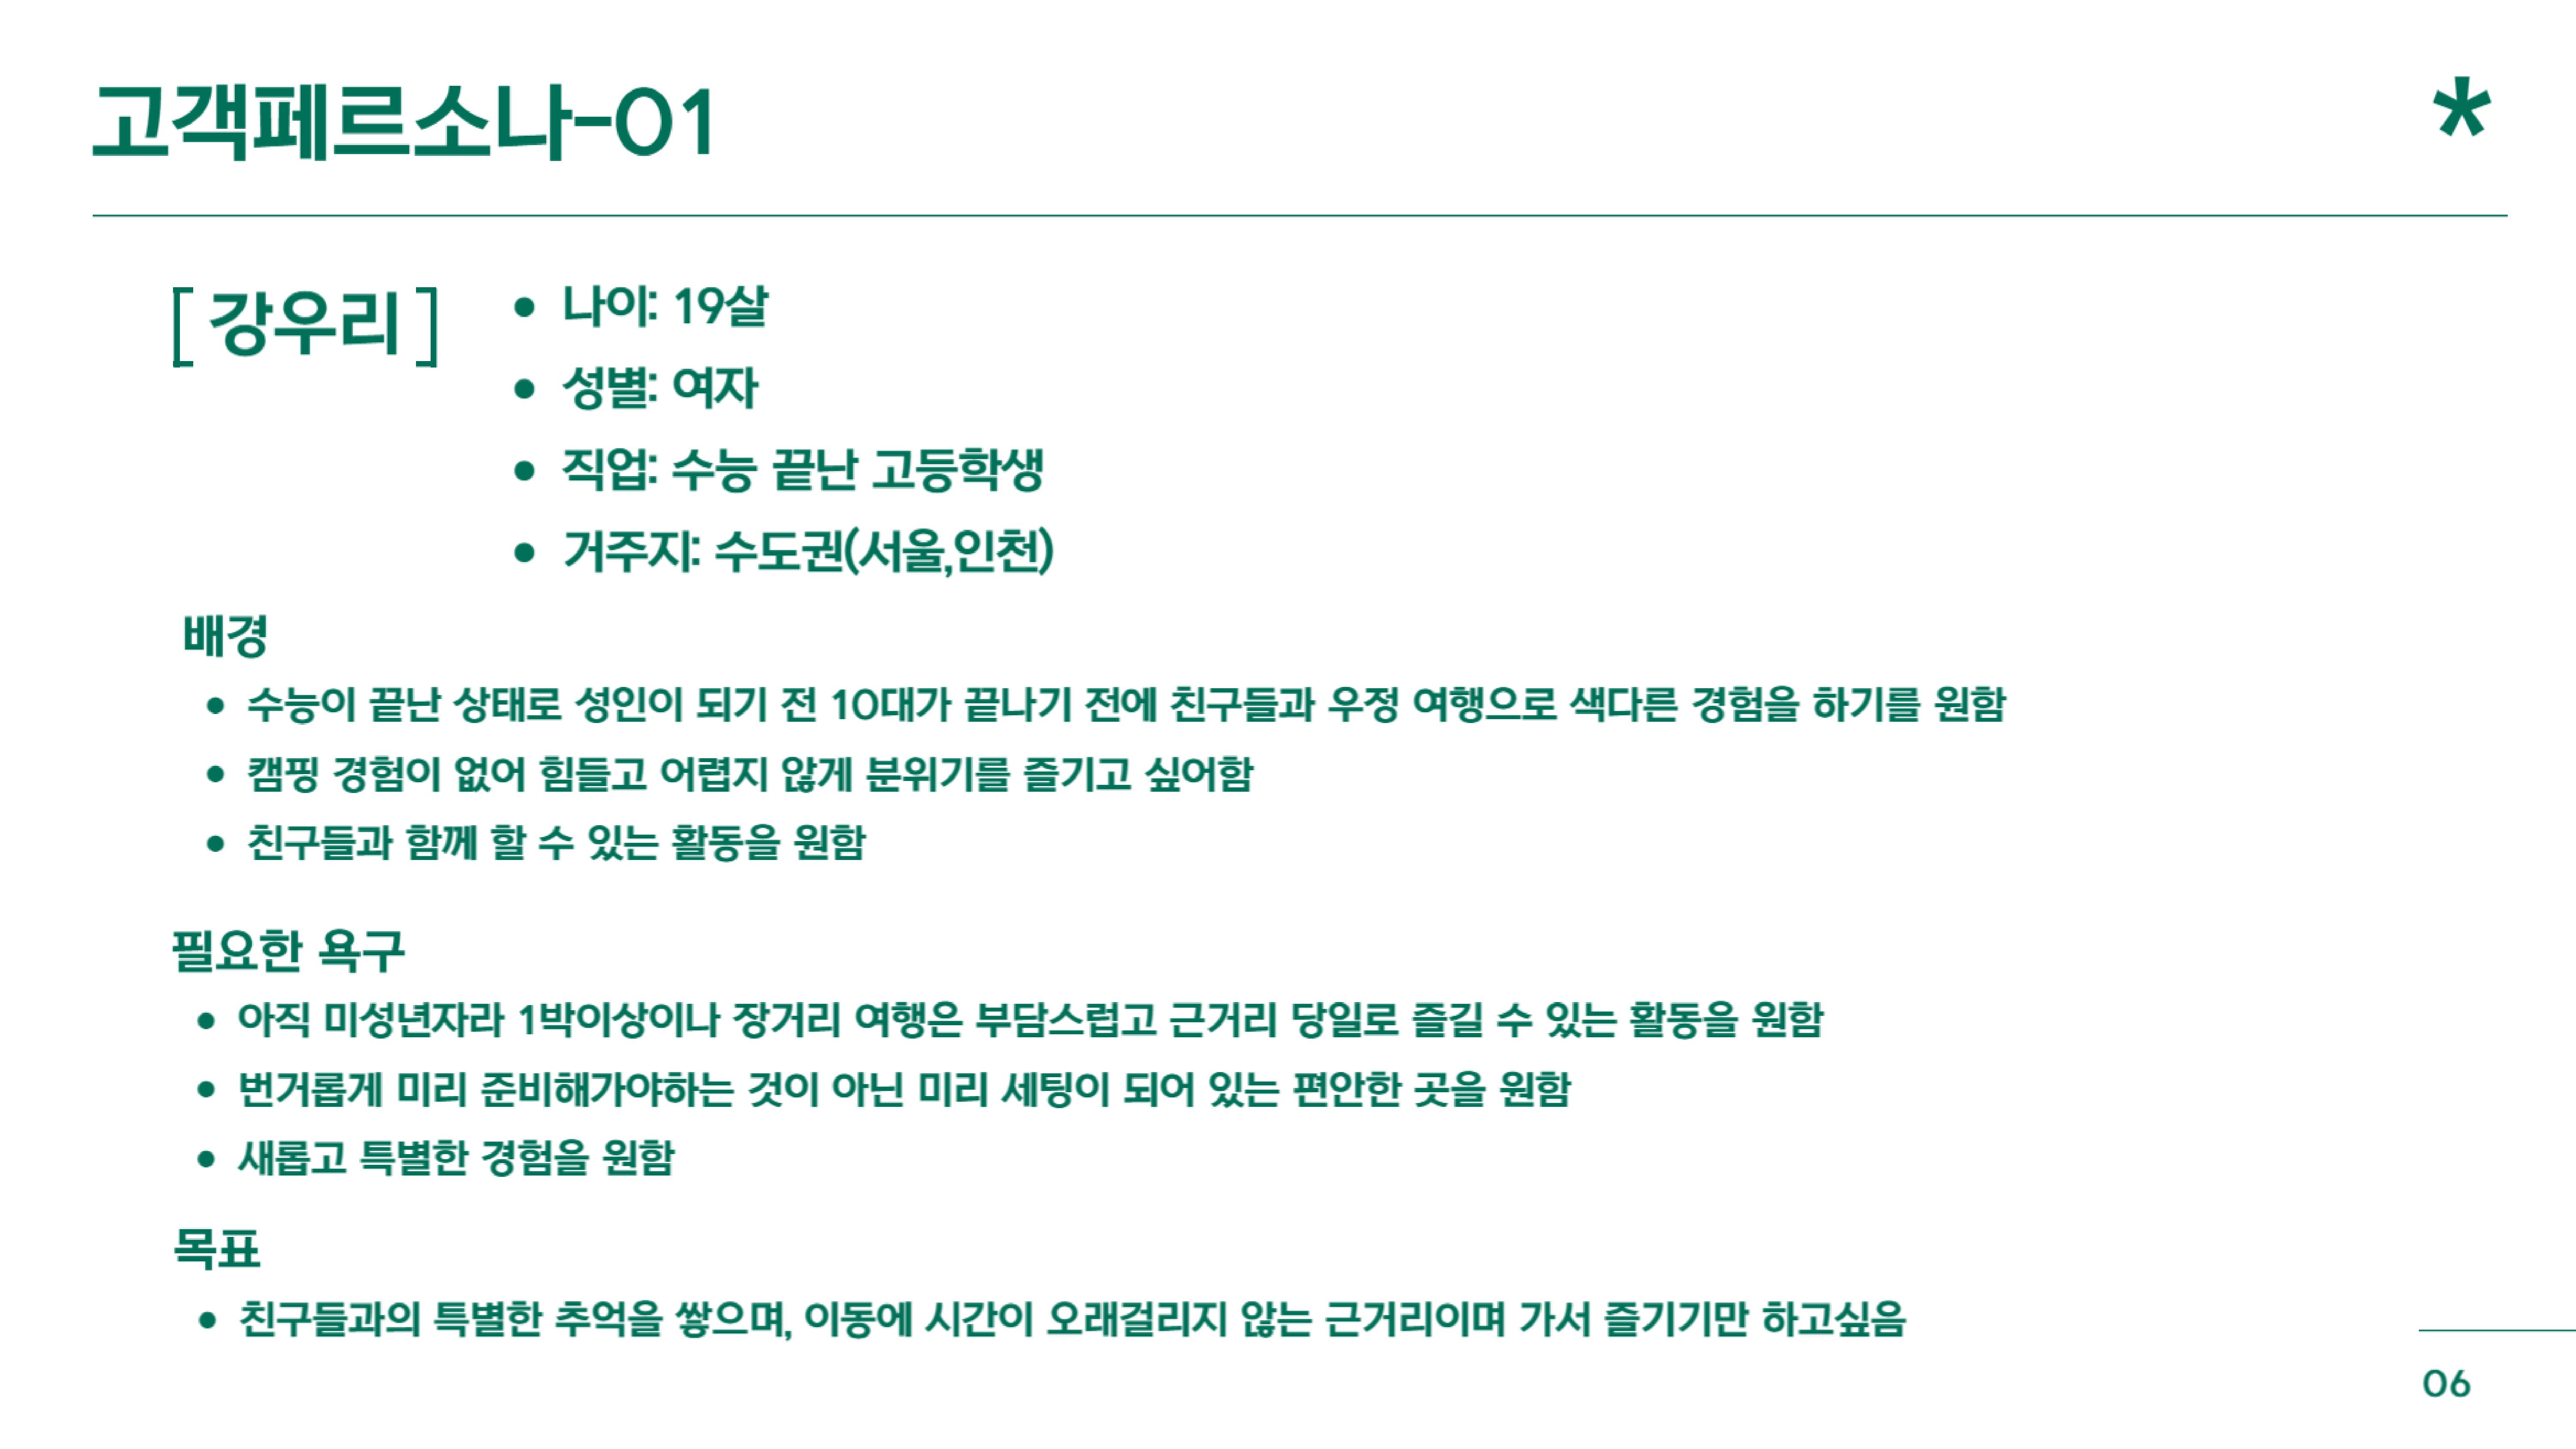 고객페르소나-01
*
[ 강우리 ]
• 나이: 19살
• 성별: 여자
• 직업: 수능 끝난 고등학생
• 거주지: 수도권(서울,인천)
배경
• 수능이 끝난 상태로 성인이 되기 전 10대가 끝나기 전에 친구들과 우정 여행으로 색다른 경험을 하기를 원함
• 캠핑 경험이 없어 힘들고 어렵지 않게 분위기를 즐기고 싶어함
• 친구들과 함께 할 수 있는 활동을 원함
필요한 욕구
• 아직 미성년자라 1박이상이나 장거리 여행은 부담스럽고 근거리 당일로 즐길 수 있는 활동을 원함
• 번거롭게 미리 준비해가야하는 것이 아닌 미리 세팅이 되어 있는 편안한 곳을 원함
• 새롭고 특별한 경험을 원함
목표
• 친구들과의 특별한 추억을 쌓으며, 이동에 시간이 오래걸리지 않는 근거리이며 가서 즐기기만 하고싶음
06